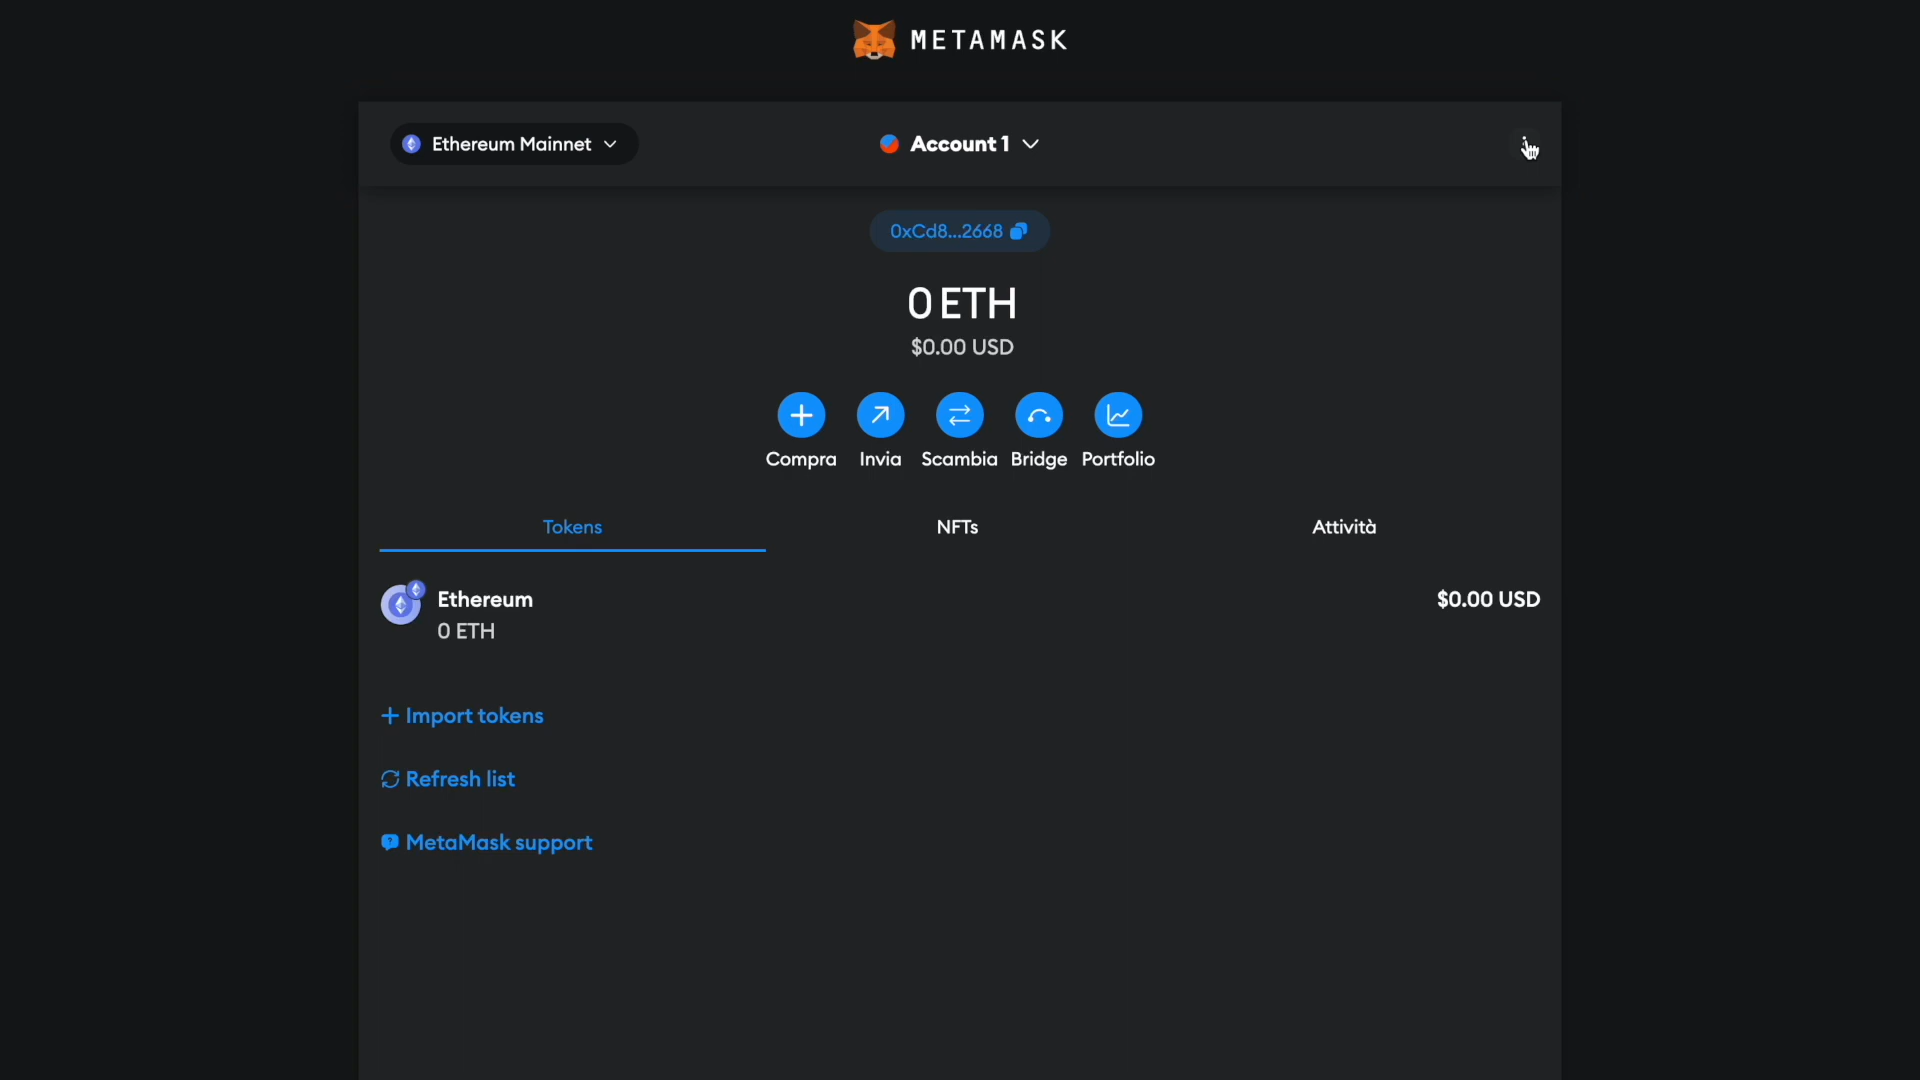 METAMASK
Ethereum Mainnet
Account 1
0xCd8...2668
0 ETH
$0.00 USD
Compra Invia Scambia Bridge Portfolio
Tokens NFTs Attività
Ethereum $0.00 USD
0 ETH
+ Import tokens
Refresh list
MetaMask support